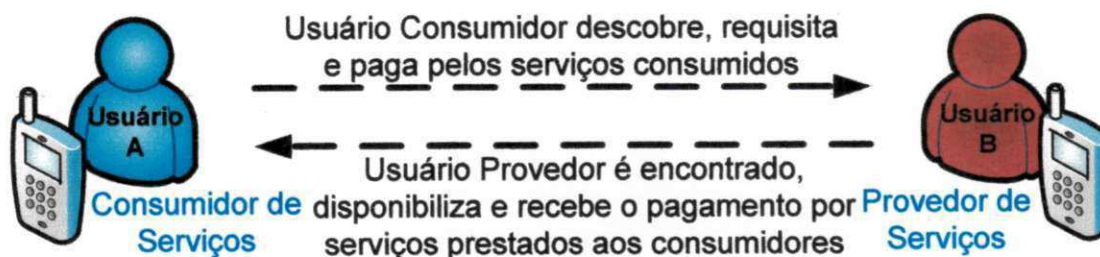 Usuário Consumidor descobre, requisita
e paga pelos serviços consumidos
Usuário
A
Usuário
B
Consumidor de
Serviços
Usuário Provedor é encontrado,
disponibiliza e recebe o pagamento por
serviços prestados aos consumidores
Provedor de
Serviços